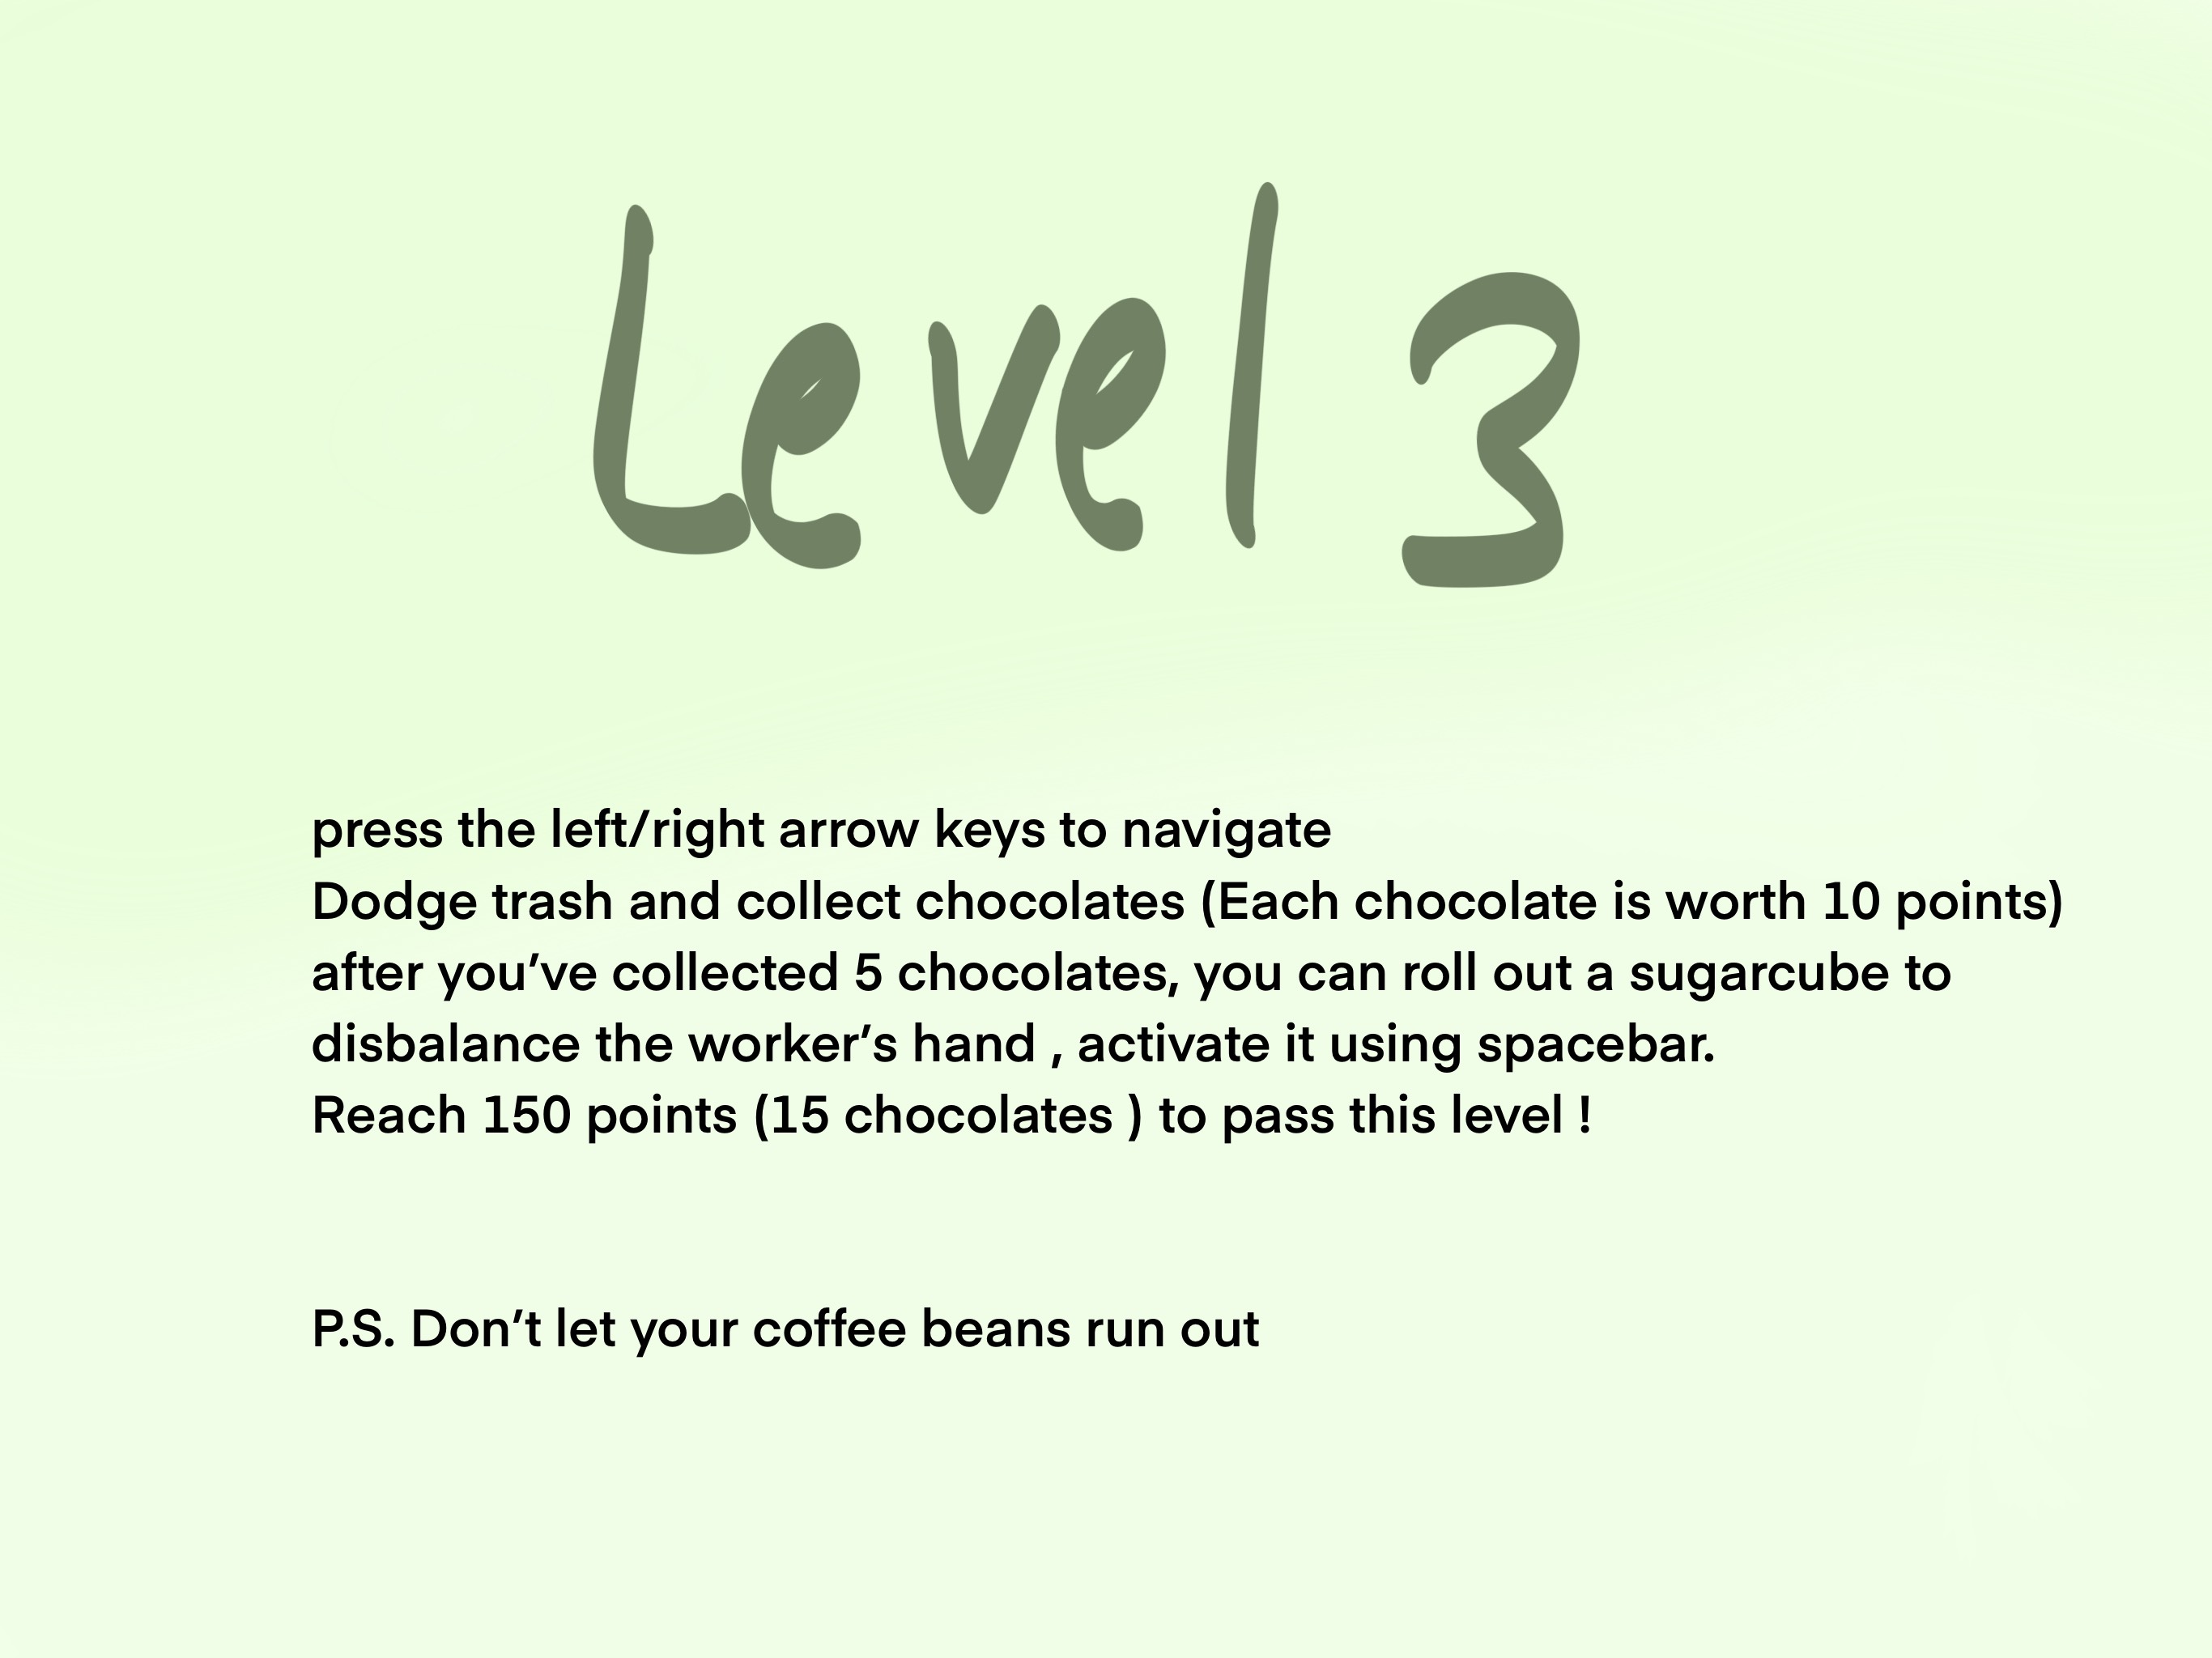 Level 3
press the left/right arrow keys to navigate
Dodge trash and collect chocolates (Each chocolate is worth 10 points)
after you’ve collected 5 chocolates, you can roll out a sugarcube to
disbalance the worker’s hand , activate it using spacebar.
Reach 150 points (15 chocolates ) to pass this level !
P.S. Don’t let your coffee beans run out